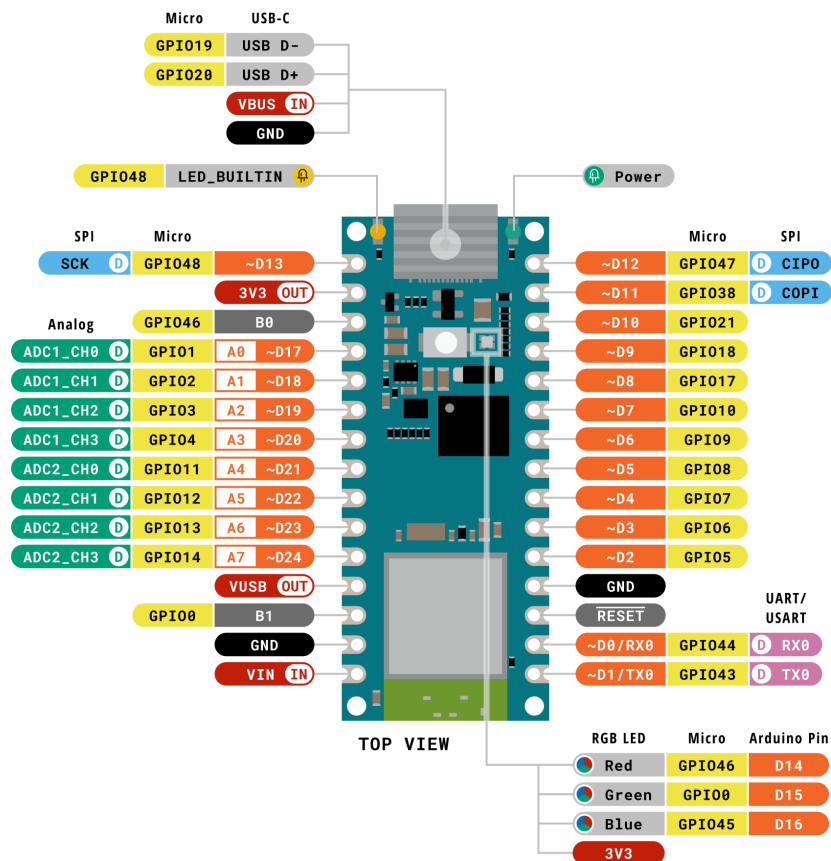 Micro USB-C
GPIO19 USB D-
GPIO20 USB D+
VBUS IN
GND
GPIO48 LED_BUILTIN
Power
SPI Micro
SCK D GPIO48 ~D13
3V3 OUT
GPIO46 B0
Analog
ADC1_CH0 D GPIO1 A0 ~D17
ADC1_CH1 D GPIO2 A1 ~D18
ADC1_CH2 D GPIO3 A2 ~D19
ADC1_CH3 D GPIO4 A3 ~D20
ADC2_CH0 D GPIO11 A4 ~D21
ADC2_CH1 D GPIO12 A5 ~D22
ADC2_CH2 D GPIO13 A6 ~D23
ADC2_CH3 D GPIO14 A7 ~D24
VUSB OUT
GPIO0 B1
GND
VIN IN
Micro SPI
~D12 GPIO47 D CIPO
~D11 GPIO38 D COPI
~D10 GPIO21
~D9 GPIO18
~D8 GPIO17
~D7 GPIO10
~D6 GPIO9
~D5 GPIO8
~D4 GPIO7
~D3 GPIO6
~D2 GPIO5
GND
RESET
UART/
USART
~D0/RX0 GPIO44 D RX0
~D1/TX0 GPIO43 D TX0
TOP VIEW
RGB LED Micro Arduino Pin
Red GPIO46 D14
Green GPIO0 D15
Blue GPIO45 D16
3V3